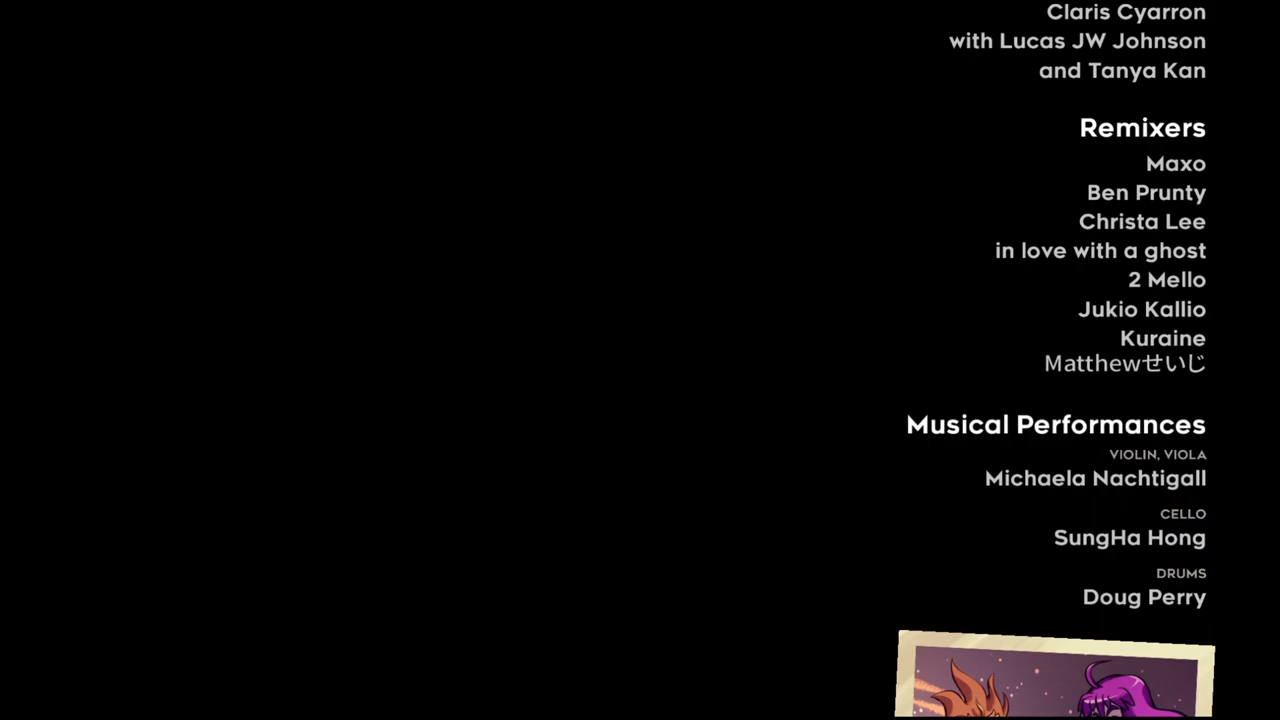 Claris Cyarron
with Lucas JW Johnson
and Tanya Kan
Remixers
Maxo
Ben Prunty
Christa Lee
in love with a ghost
2 Mello
Jukio Kallio
Kuraine
Matthewせいじ
Musical Performances
VIOLIN, VIOLA
Michaela Nachtigall
CELLO
SungHa Hong
DRUMS
Doug Perry